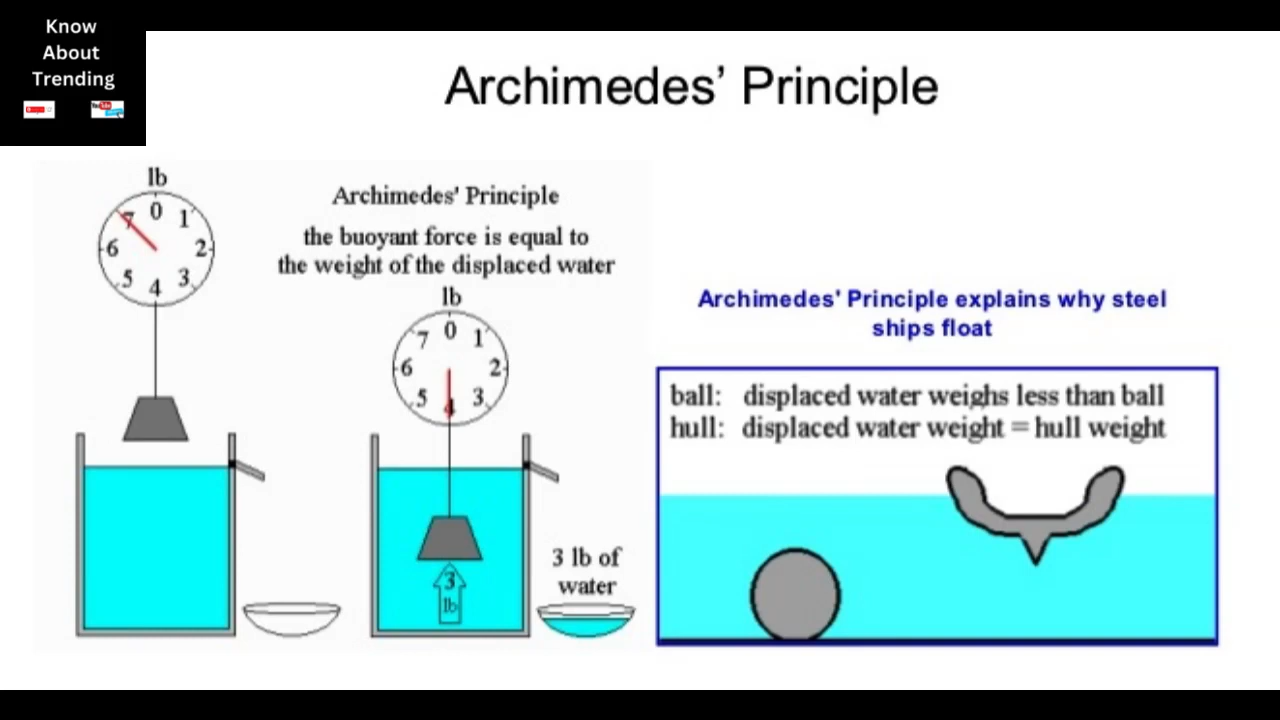 Know
About
Trending
Archimedes’ Principle
lb
0
1
2
3
4
5
6
7
Archimedes' Principle
the buoyant force is equal to
the weight of the displaced water
lb
0
1
2
3
4
5
6
7
3
lb
3 lb of
water
Archimedes' Principle explains why steel
ships float
ball: displaced water weighs less than ball
hull: displaced water weight = hull weight